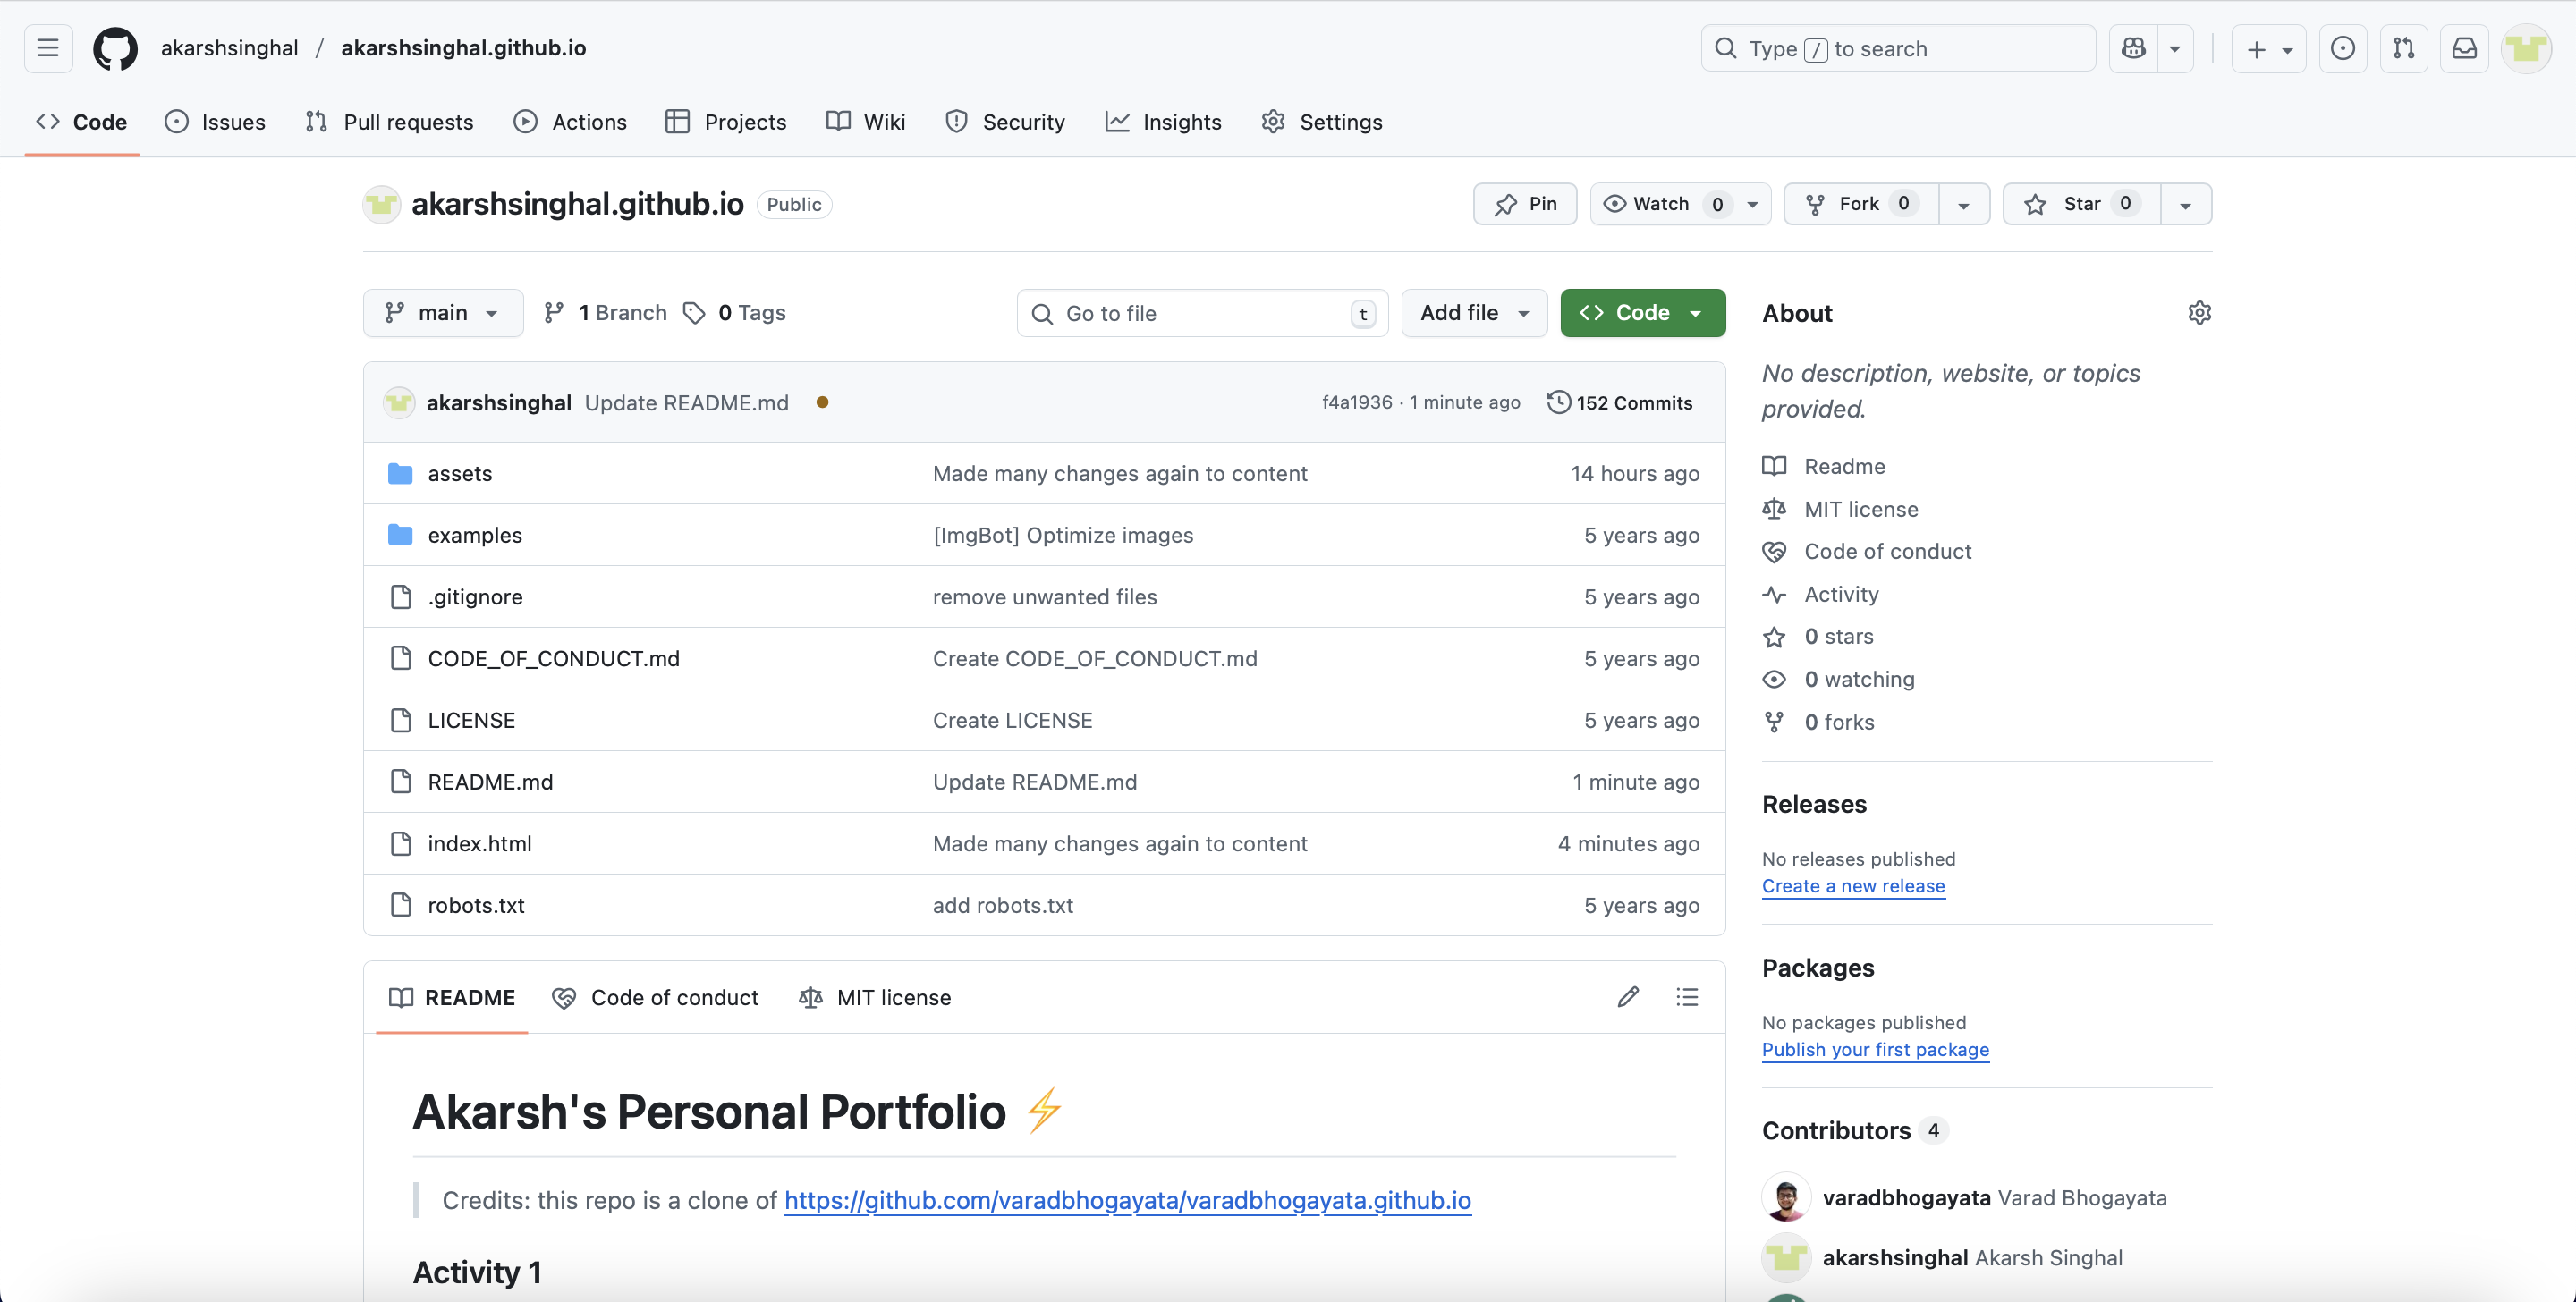 akarshsinghal / akarshsinghal.github.io
Type / to search
Code Issues Pull requests Actions Projects Wiki Security Insights Settings
akarshsinghal.github.io Public
Pin Watch 0 Fork 0 Star 0
main 1 Branch 0 Tags Go to file t Add file Code
akarshsinghal Update README.md f4a1936 · 1 minute ago 152 Commits
assets Made many changes again to content 14 hours ago
examples [ImgBot] Optimize images 5 years ago
.gitignore remove unwanted files 5 years ago
CODE_OF_CONDUCT.md Create CODE_OF_CONDUCT.md 5 years ago
LICENSE Create LICENSE 5 years ago
README.md Update README.md 1 minute ago
index.html Made many changes again to content 4 minutes ago
robots.txt add robots.txt 5 years ago
README Code of conduct MIT license
Akarsh's Personal Portfolio ⚡
Credits: this repo is a clone of https://github.com/varadbhogayata/varadbhogayata.github.io
Activity 1
About
No description, website, or topics
provided.
Readme
MIT license
Code of conduct
Activity
0 stars
0 watching
0 forks
Releases
No releases published
Create a new release
Packages
No packages published
Publish your first package
Contributors 4
varadbhogayata Varad Bhogayata
akarshsinghal Akarsh Singhal